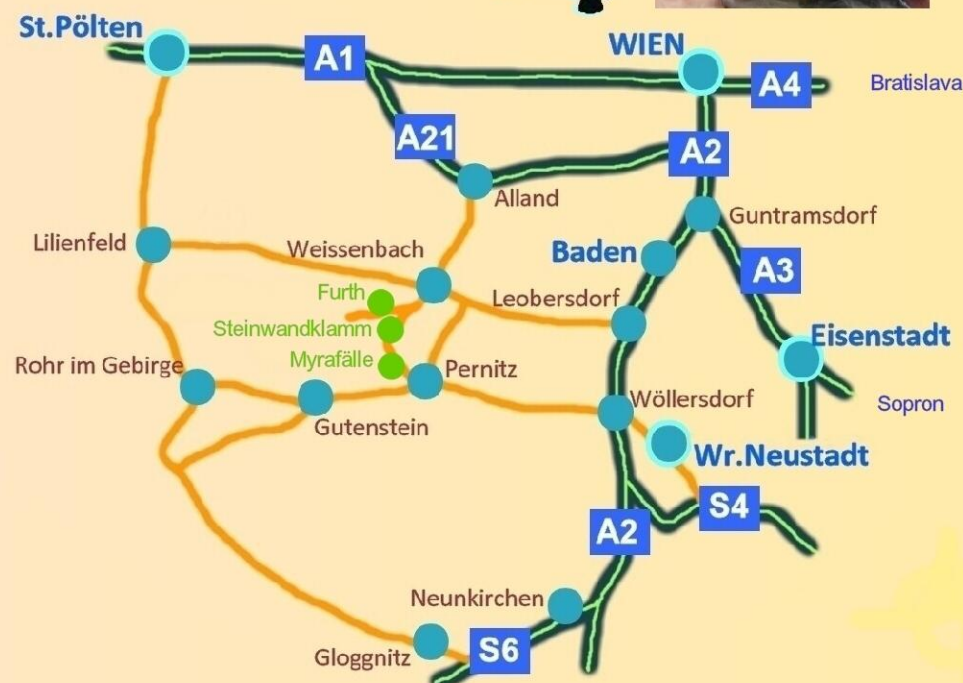 St.Pölten
A1
WIEN
A4
Bratislava
A21
A2
Alland
Guntramsdorf
Lilienfeld
Weissenbach
Baden
A3
Furth
Leobersdorf
Steinwandklamm
Eisenstadt
Myrafälle
Rohr im Gebirge
Pernitz
Wöllersdorf
Sopron
Gutenstein
Wr.Neustadt
S4
A2
Neunkirchen
Gloggnitz
S6